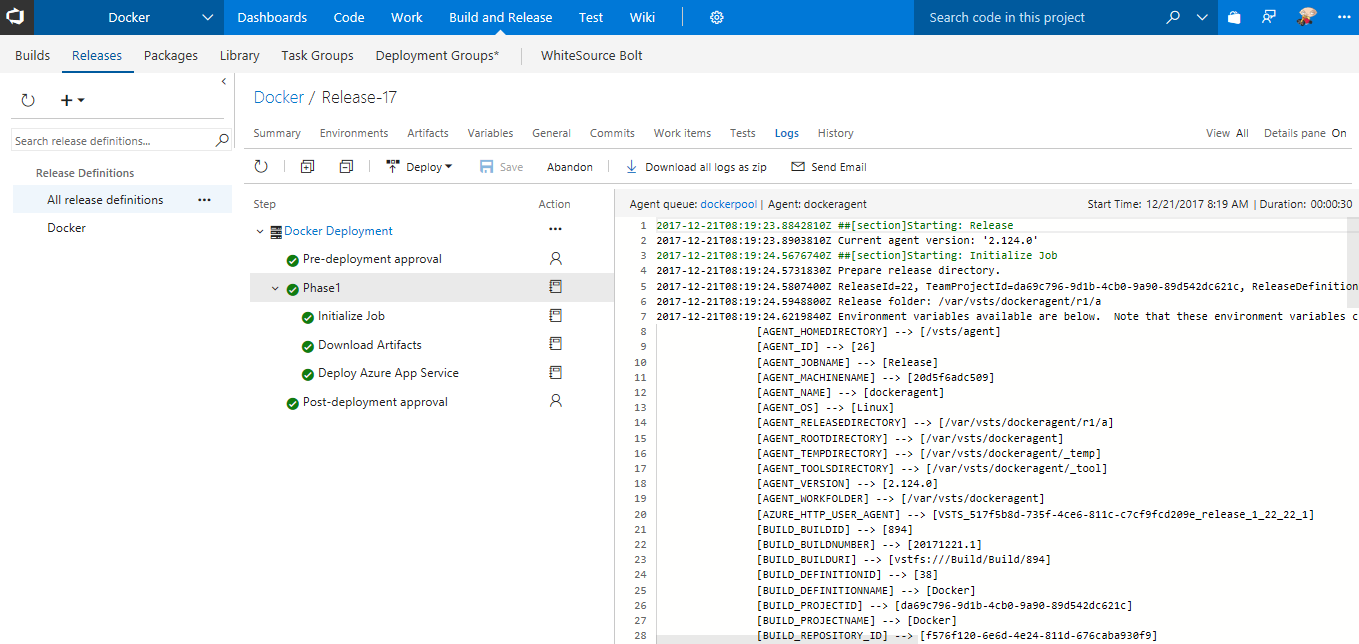 Docker Dashboards Code Work Build and Release Test Wiki Search code in this project
Builds Releases Packages Library Task Groups Deployment Groups* WhiteSource Bolt
Search release definitions...
Release Definitions
All release definitions ...
Docker
Docker / Release-17
Summary Environments Artifacts Variables General Commits Work items Tests Logs History View All Details pane On
Deploy Save Abandon Download all logs as zip Send Email
Step Action
Docker Deployment ...
Pre-deployment approval
Phase1
Initialize Job
Download Artifacts
Deploy Azure App Service
Post-deployment approval
Agent queue: dockerpool | Agent: dockeragent Start Time: 12/21/2017 8:19 AM | Duration: 00:00:30
1 2017-12-21T08:19:23.8842810Z ##[section]Starting: Release
2 2017-12-21T08:19:23.8903810Z Current agent version: '2.124.0'
3 2017-12-21T08:19:24.5676740Z ##[section]Starting: Initialize Job
4 2017-12-21T08:19:24.5731830Z Prepare release directory.
5 2017-12-21T08:19:24.5807400Z ReleaseId=22, TeamProjectId=da69c796-9d1b-4cb0-9a90-89d542dc621c, ReleaseDefinition
6 2017-12-21T08:19:24.5948800Z Release folder: /var/vsts/dockeragent/r1/a
7 2017-12-21T08:19:24.6219840Z Environment variables available are below.  Note that these environment variables c
8 [AGENT_HOMEDIRECTORY] --> [/vsts/agent]
9 [AGENT_ID] --> [26]
10 [AGENT_JOBNAME] --> [Release]
11 [AGENT_MACHINENAME] --> [20d5f6adc509]
12 [AGENT_NAME] --> [dockeragent]
13 [AGENT_OS] --> [Linux]
14 [AGENT_RELEASEDIRECTORY] --> [/var/vsts/dockeragent/r1/a]
15 [AGENT_ROOTDIRECTORY] --> [/var/vsts/dockeragent]
16 [AGENT_TEMPDIRECTORY] --> [/var/vsts/dockeragent/_temp]
17 [AGENT_TOOLSDIRECTORY] --> [/var/vsts/dockeragent/_tool]
18 [AGENT_VERSION] --> [2.124.0]
19 [AGENT_WORKFOLDER] --> [/var/vsts/dockeragent]
20 [AZURE_HTTP_USER_AGENT] --> [VSTS_517f5b8d-735f-4ce6-811c-c7cf9fcd209e_release_1_22_22_1]
21 [BUILD_BUILDID] --> [894]
22 [BUILD_BUILDNUMBER] --> [20171221.1]
23 [BUILD_BUILDURI] --> [vstfs:///Build/Build/894]
24 [BUILD_DEFINITIONID] --> [38]
25 [BUILD_DEFINITIONNAME] --> [Docker]
26 [BUILD_PROJECTID] --> [da69c796-9d1b-4cb0-9a90-89d542dc621c]
27 [BUILD_PROJECTNAME] --> [Docker]
28 [BUILD_REPOSITORY_ID] --> [f576f120-6e6d-4e24-811d-676caba930f9]